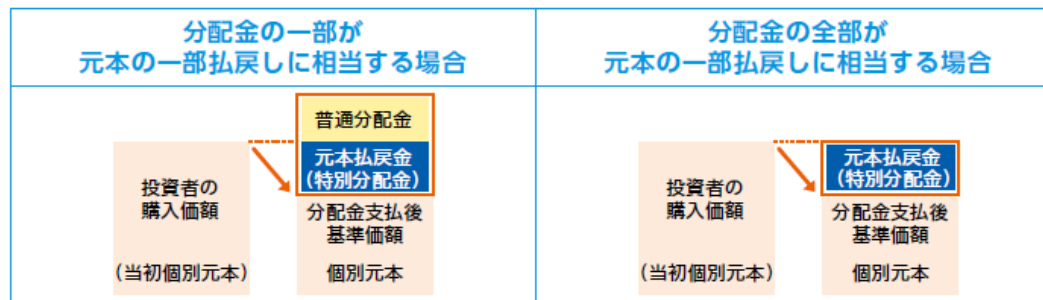 分配金の一部が
元本の一部払戻しに相当する場合
分配金の全部が
元本の一部払戻しに相当する場合
普通分配金
元本払戻金
(特別分配金)
投資者の
購入価額
(当初個別元本)
分配金支払後
基準価額
個別元本
元本払戻金
(特別分配金)
投資者の
購入価額
(当初個別元本)
分配金支払後
基準価額
個別元本